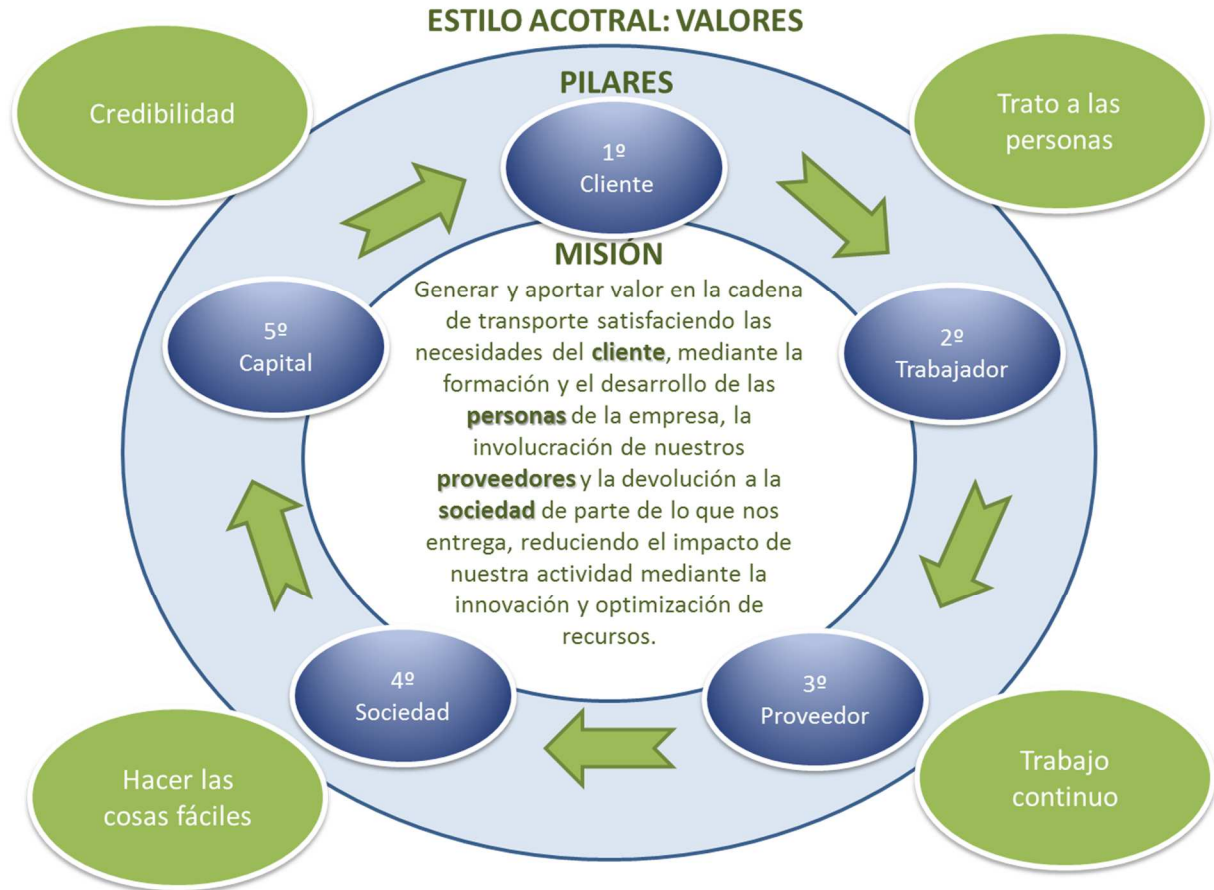 ESTILO ACOTRAL: VALORES
Credibilidad
PILARES
Trato a las
personas
1º
Cliente
MISIÓN
Generar y aportar valor en la cadena
de transporte satisfaciendo las
necesidades del cliente, mediante la
formación y el desarrollo de las
personas de la empresa, la
involucración de nuestros
proveedores y la devolución a la
sociedad de parte de lo que nos
entrega, reduciendo el impacto de
nuestra actividad mediante la
innovación y optimización de
recursos.
2º
Trabajador
3º
Proveedor
4º
Sociedad
5º
Capital
Hacer las
cosas fáciles
Trabajo
continuo